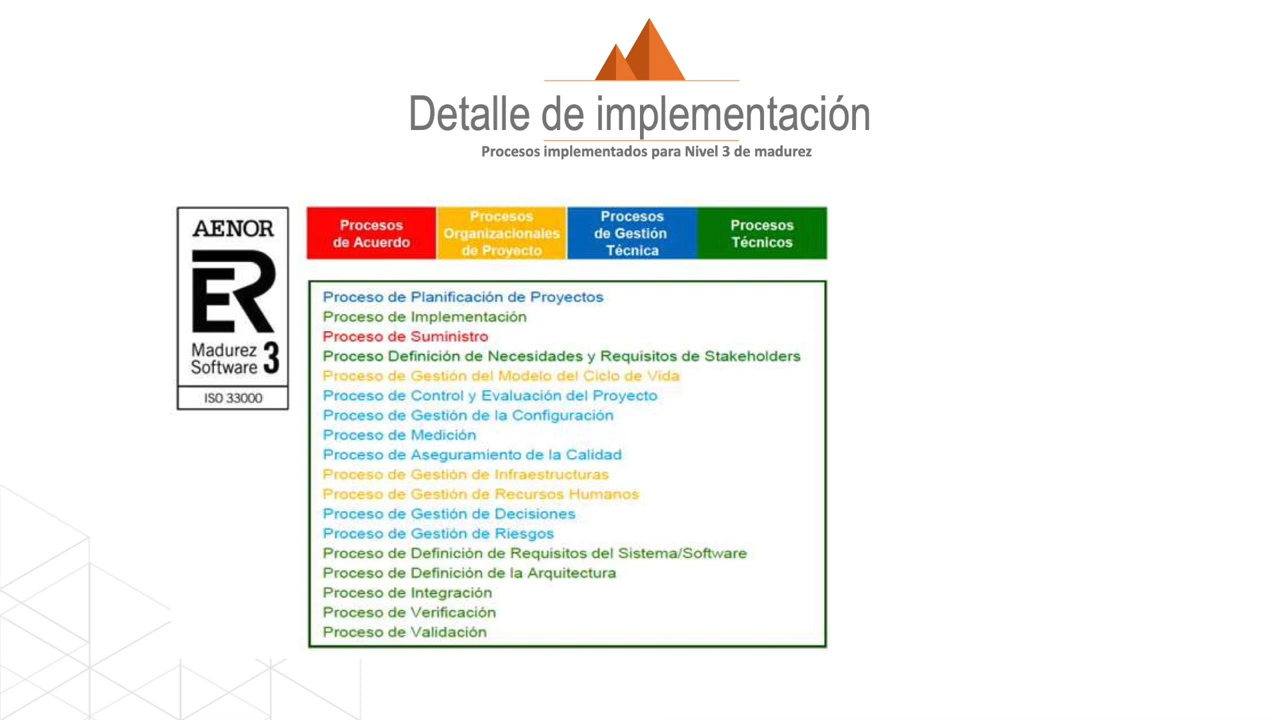 Detalle de implementación
Procesos implementados para Nivel 3 de madurez
AENOR
ER
Madurez
Software 3
ISO 33000
Procesos
de Acuerdo
Procesos
Organizacionales
de Proyecto
Procesos
de Gestión
Técnica
Procesos
Técnicos
Proceso de Planificación de Proyectos
Proceso de Implementación
Proceso de Suministro
Proceso Definición de Necesidades y Requisitos de Stakeholders
Proceso de Gestión del Modelo del Ciclo de Vida
Proceso de Control y Evaluación del Proyecto
Proceso de Gestión de la Configuración
Proceso de Medición
Proceso de Aseguramiento de la Calidad
Proceso de Gestión de Infraestructuras
Proceso de Gestión de Recursos Humanos
Proceso de Gestión de Decisiones
Proceso de Gestión de Riesgos
Proceso de Definición de Requisitos del Sistema/Software
Proceso de Definición de la Arquitectura
Proceso de Integración
Proceso de Verificación
Proceso de Validación